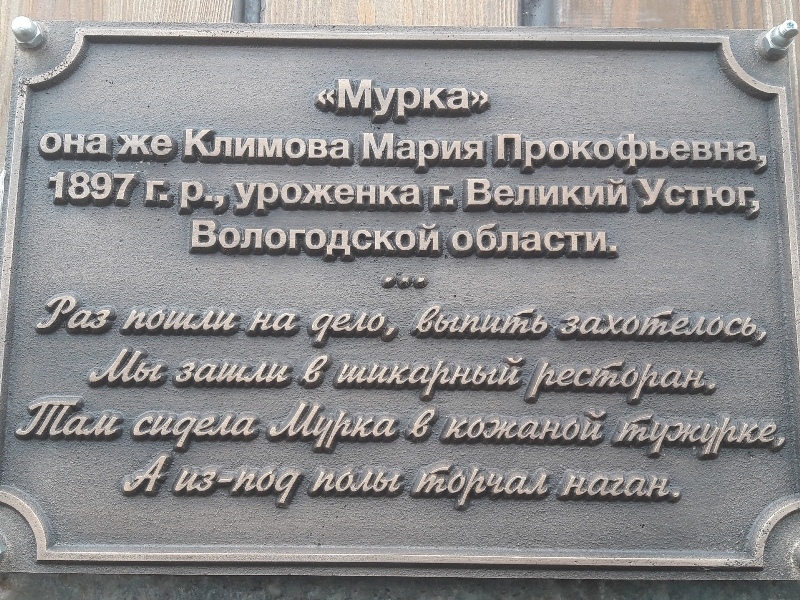 «Мурка»
она же Климова Мария Прокофьевна,
1897 г. р., уроженка г. Великий Устюг,
Вологодской области.
...
Раз пошли на дело, выпить захотелось,
Мы зашли в шикарный ресторан.
Там сидела Мурка в кожаной тужурке,
А из-под полы торчал наган.